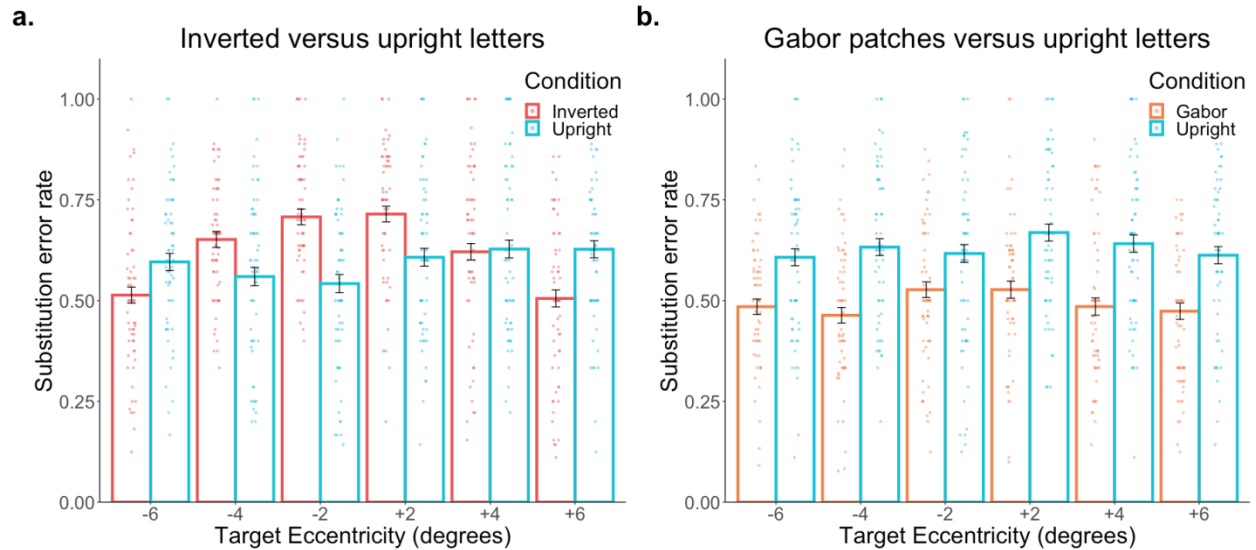 a.
Inverted versus upright letters
Condition
Inverted
Upright
Substitution error rate
1.00
0.75
0.50
0.25
0.00
-6 -4 -2 +2 +4 +6
Target Eccentricity (degrees)
b.
Gabor patches versus upright letters
Condition
Gabor
Upright
Substitution error rate
1.00
0.75
0.50
0.25
0.00
-6 -4 -2 +2 +4 +6
Target Eccentricity (degrees)